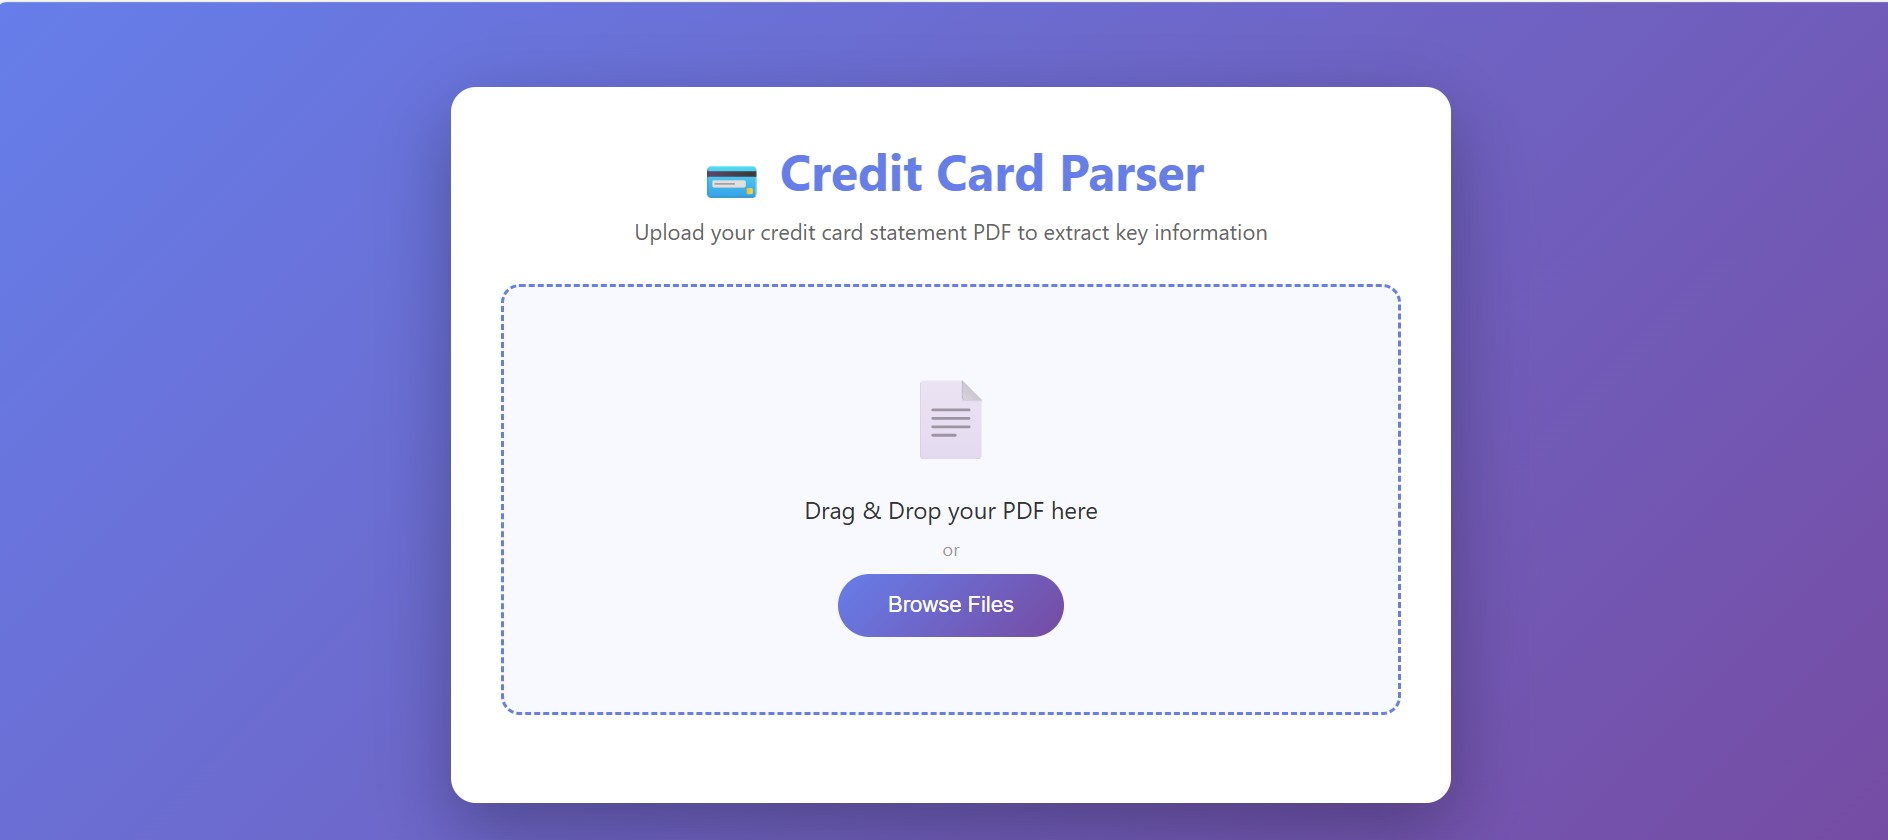 Credit Card Parser
Upload your credit card statement PDF to extract key information
Drag & Drop your PDF here
or
Browse Files